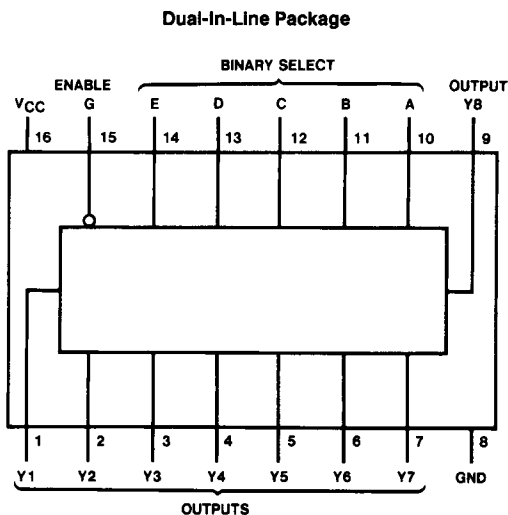 Dual-In-Line Package
BINARY SELECT
ENABLE OUTPUT
VCC G E D C B A Y8
16 15 14 13 12 11 10 9
1 2 3 4 5 6 7 8
Y1 Y2 Y3 Y4 Y5 Y6 Y7 GND
OUTPUTS